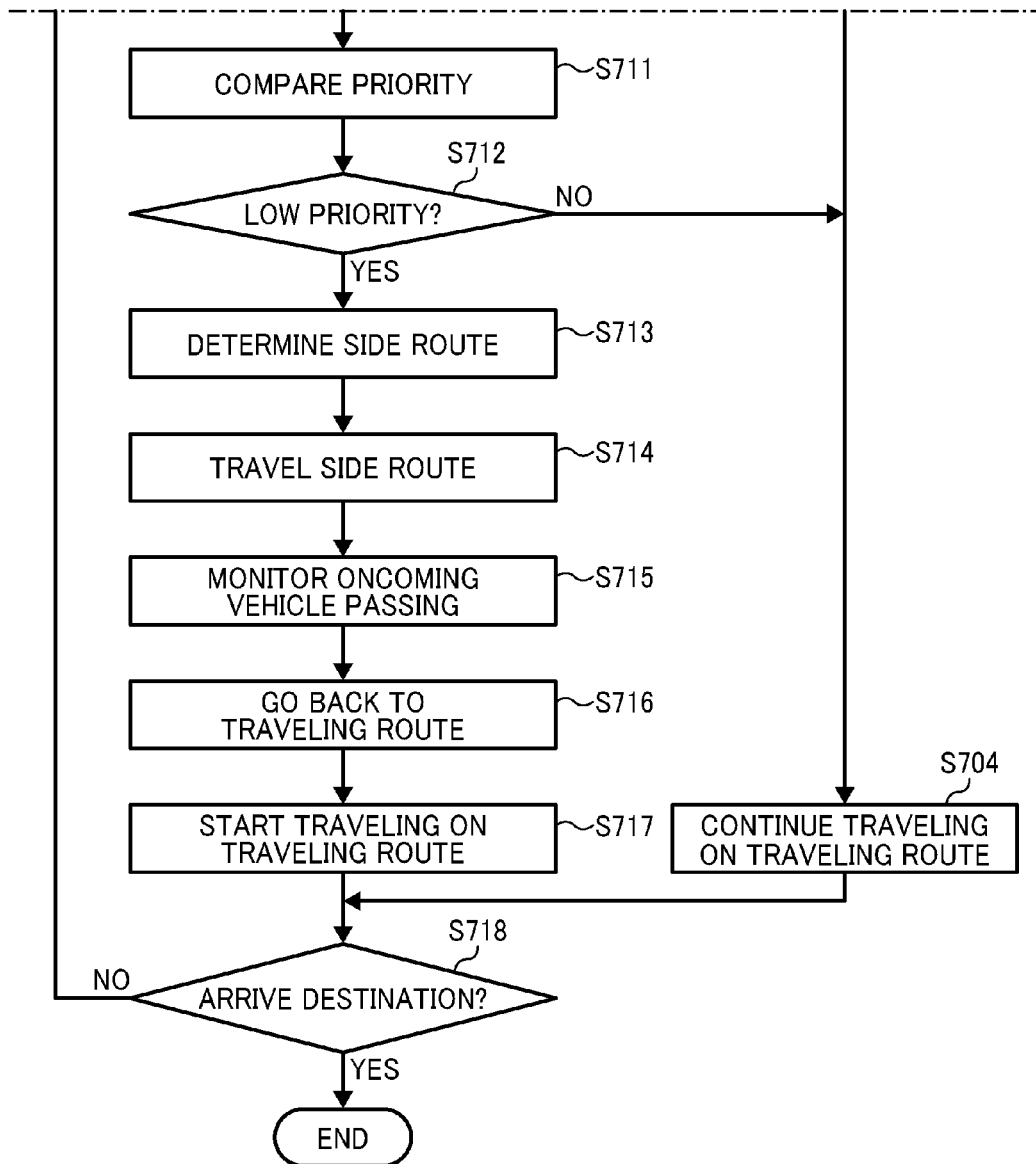 COMPARE PRIORITY
S711
S712
LOW PRIORITY?
NO
YES
DETERMINE SIDE ROUTE
S713
TRAVEL SIDE ROUTE
S714
MONITOR ONCOMING
VEHICLE PASSING
S715
GO BACK TO
TRAVELING ROUTE
S716
START TRAVELING ON
TRAVELING ROUTE
S717
S704
CONTINUE TRAVELING
ON TRAVELING ROUTE
S718
NO
ARRIVE DESTINATION?
YES
END